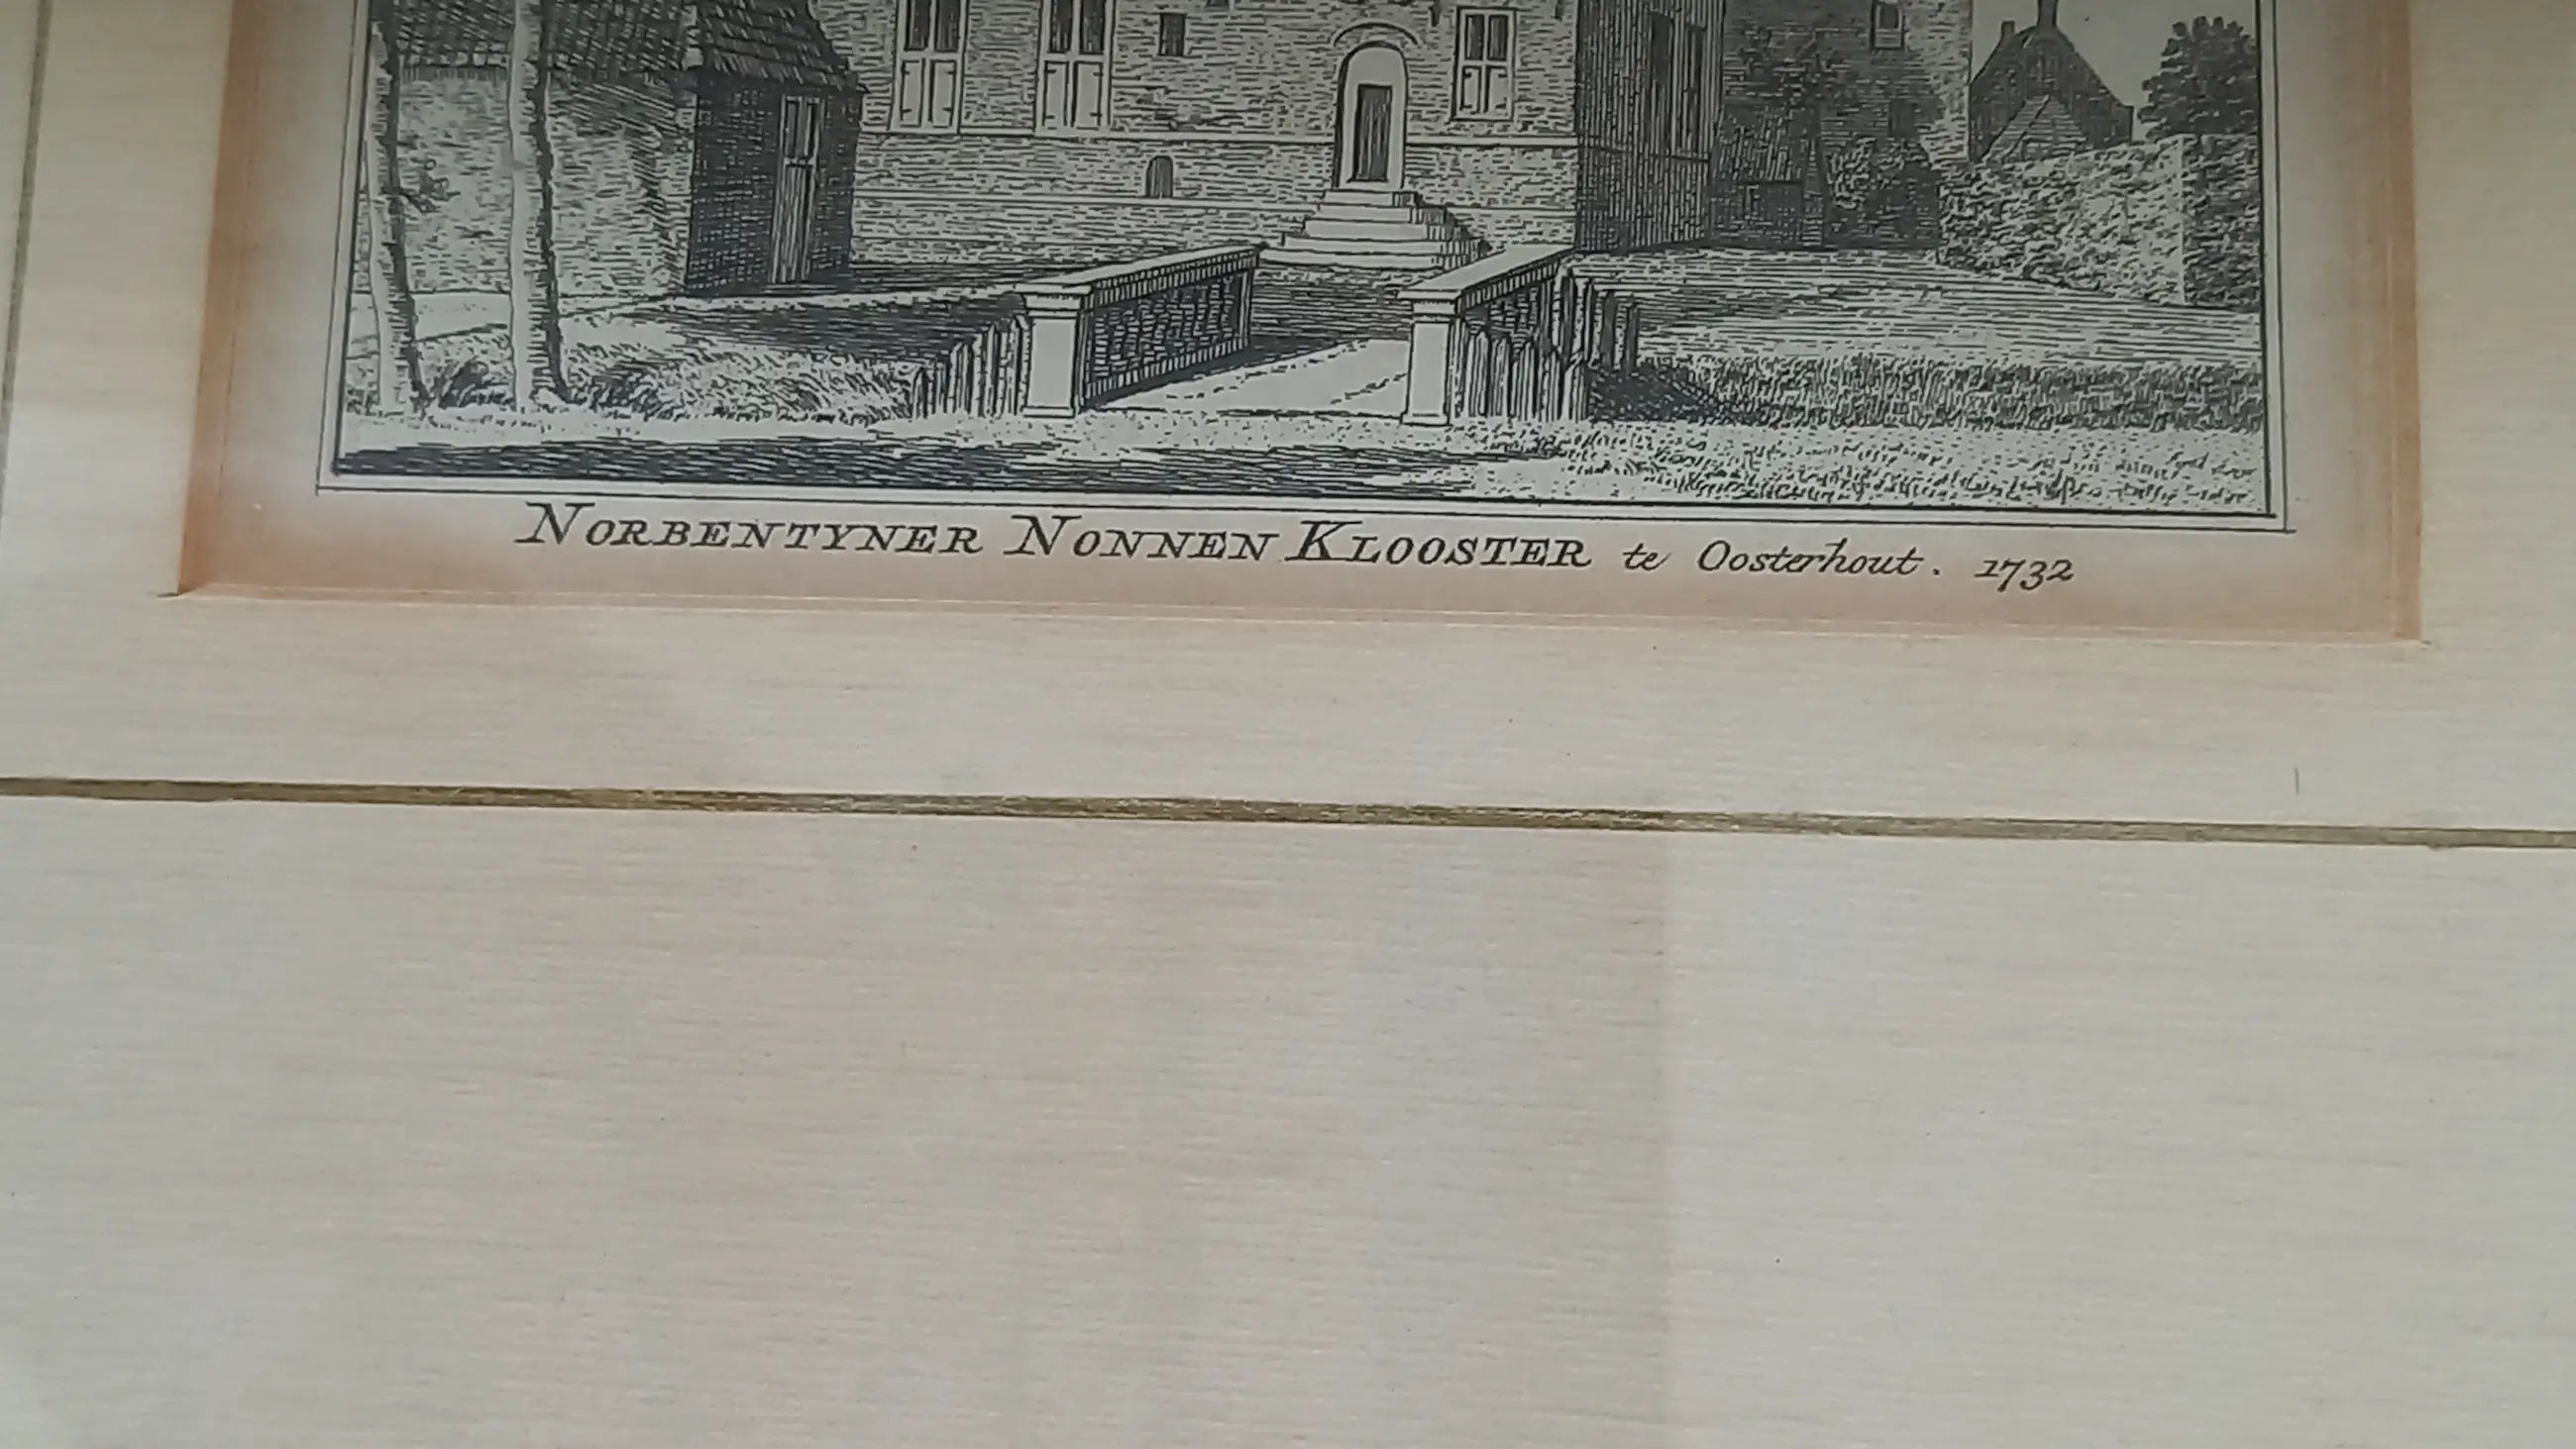 NORBENTYNER NONNEN KLOOSTER te Oosterhout. 1732